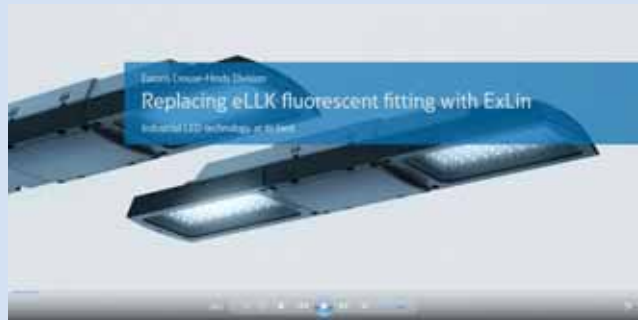 Eaton's Crouse-Hinds Division
Replacing eLLK fluorescent fitting with ExLin
Industrial LED technology at its best